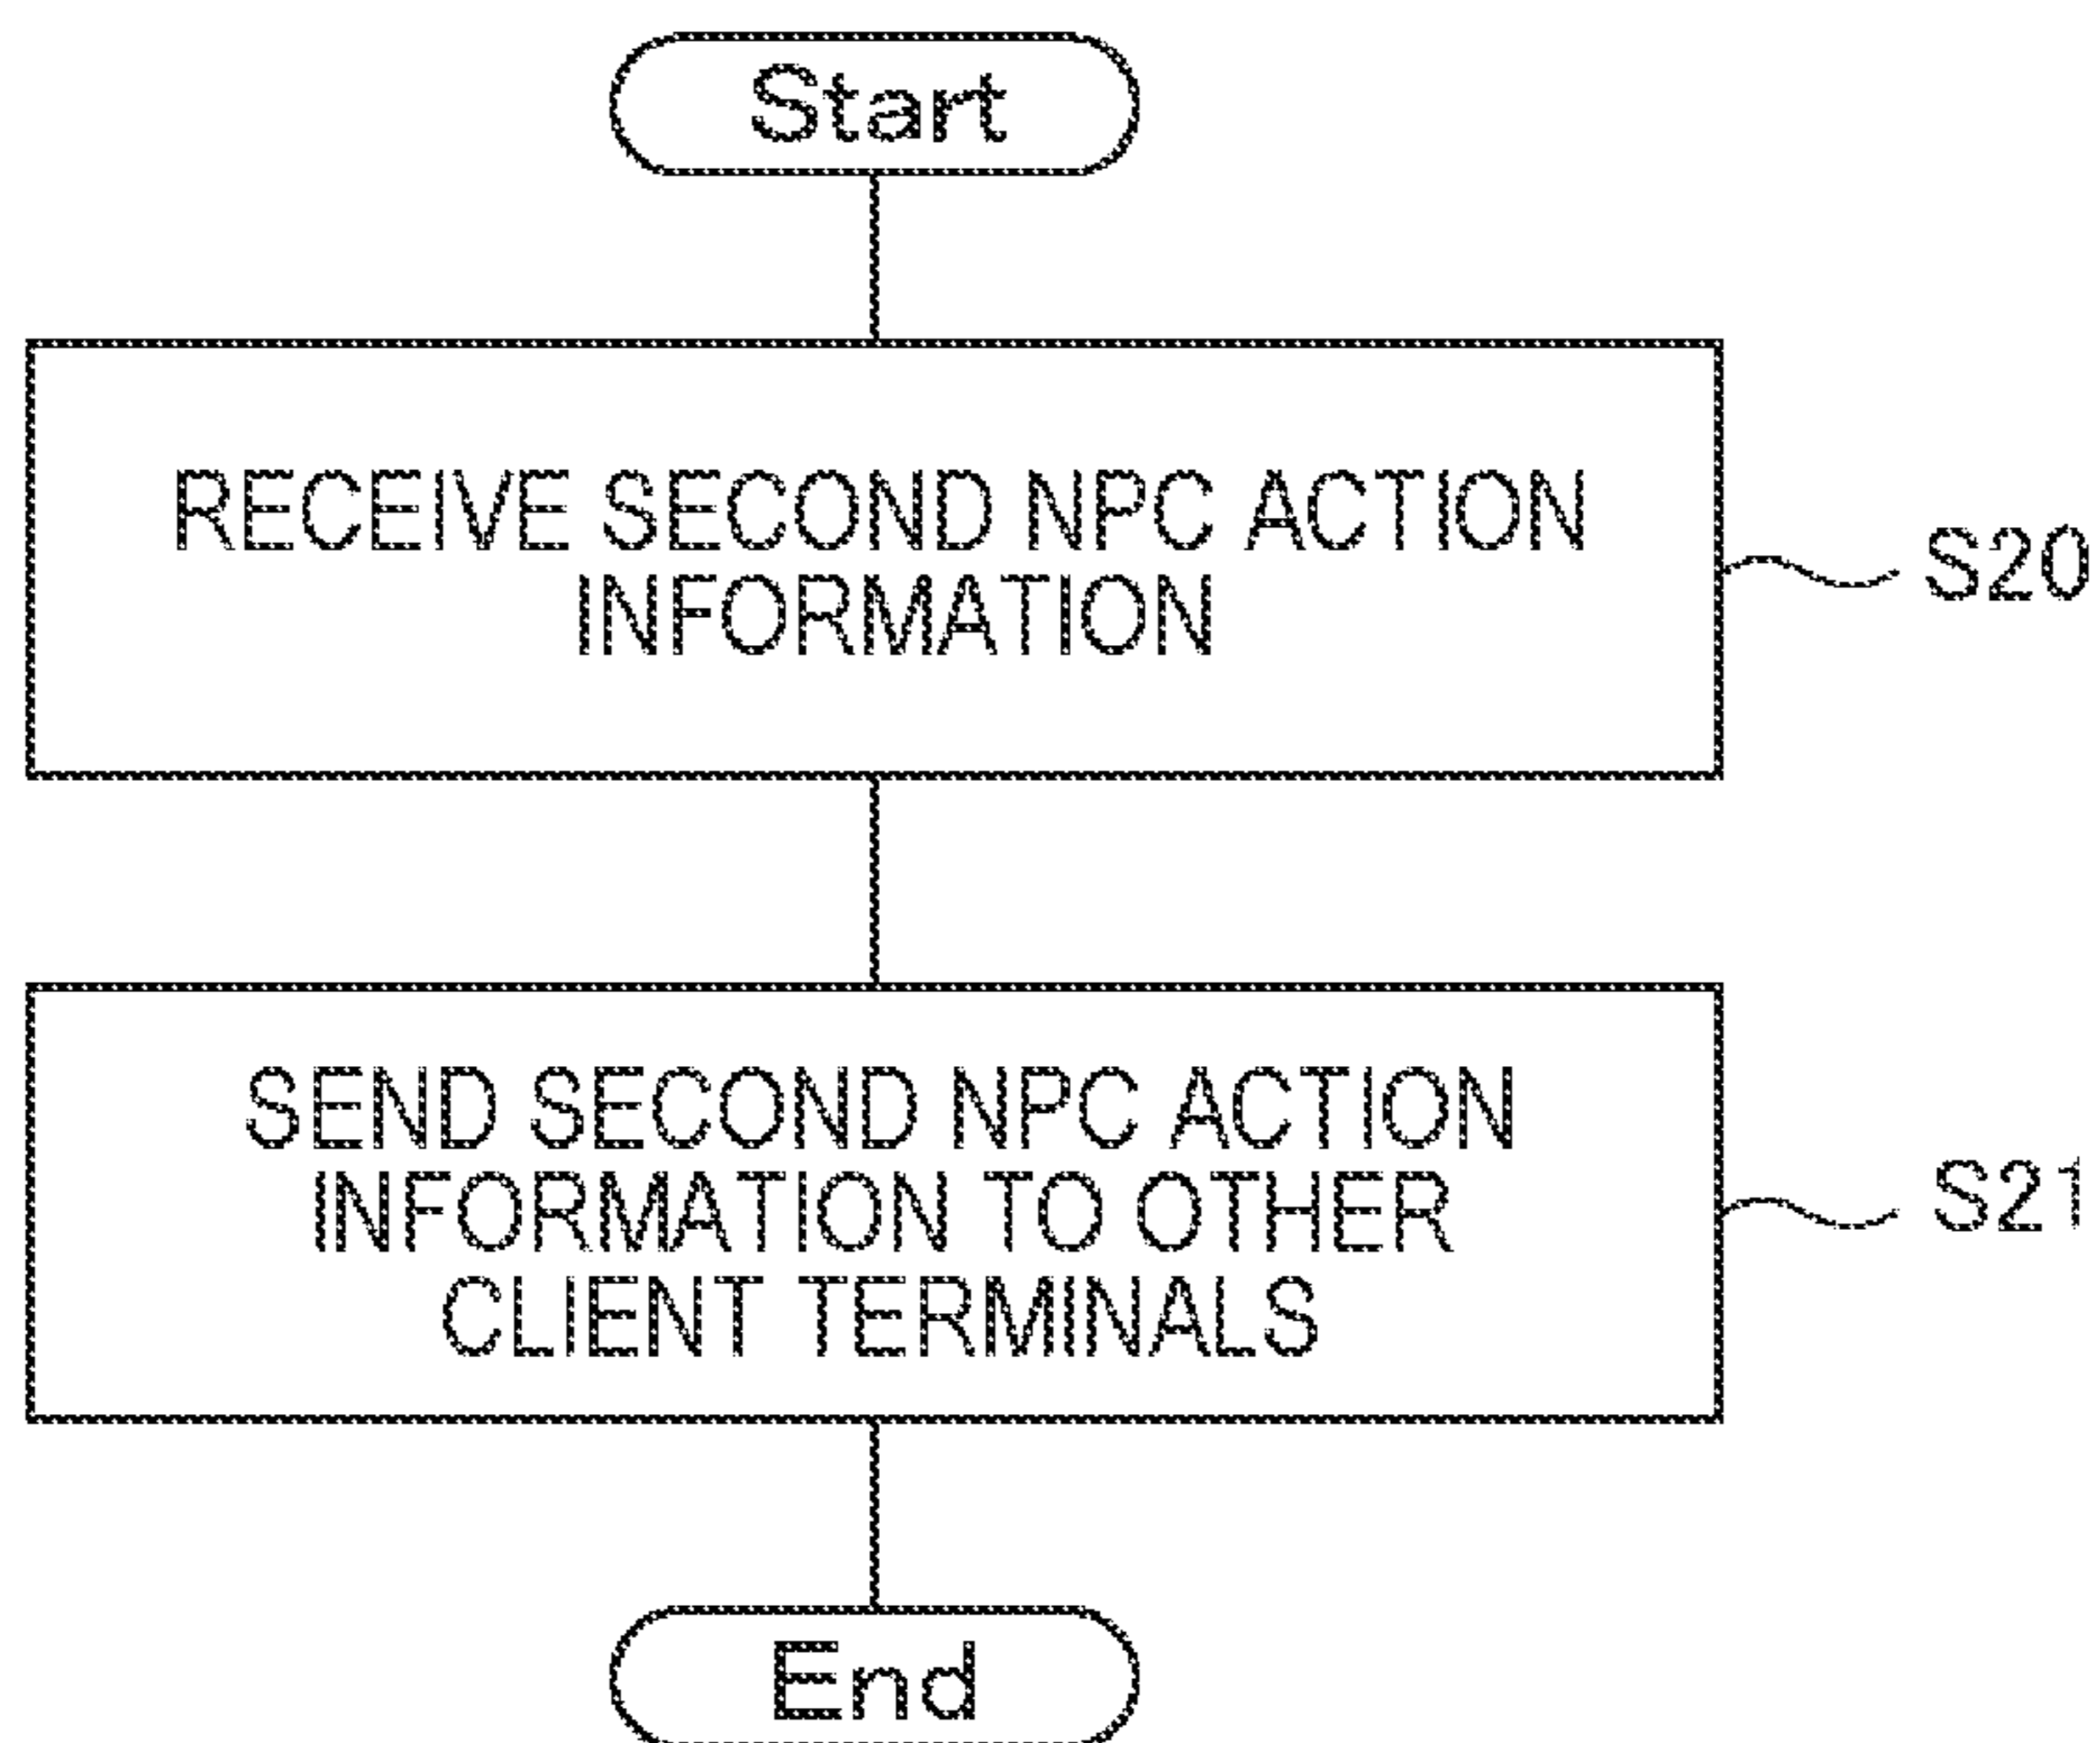 Start
RECEIVE SECOND NPC ACTION
INFORMATION
S20
SEND SECOND NPC ACTION
INFORMATION TO OTHER
CLIENT TERMINALS
S21
End